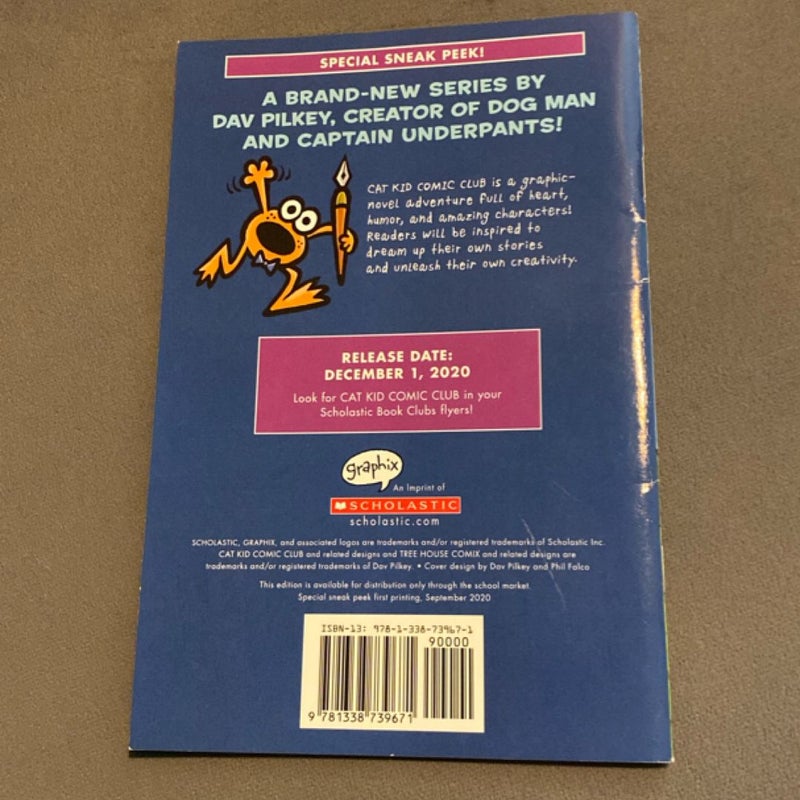 SPECIAL SNEAK PEEK!
A BRAND-NEW SERIES BY
DAV PILKEY, CREATOR OF DOG MAN
AND CAPTAIN UNDERPANTS!
CAT KID COMIC CLUB is a graphic-
novel adventure full of heart,
humor, and amazing characters!
Readers will be inspired to
dream up their own stories
and unleash their own creativity.
RELEASE DATE:
DECEMBER 1, 2020
Look for CAT KID COMIC CLUB in your
Scholastic Book Clubs flyers!
graphix
An Imprint of
SCHOLASTIC
scholastic.com
SCHOLASTIC, GRAPHIX, and associated logos are trademarks and/or registered trademarks of Scholastic Inc.
CAT KID COMIC CLUB and related designs and TREE HOUSE COMIX and related designs are
trademarks and/or registered trademarks of Dav Pilkey. • Cover design by Dav Pilkey and Phil Falco
This edition is available for distribution only through the school market.
Special sneak peek first printing, September 2020
ISBN-13: 978-1-338-73967-1
90000
9 781338 739671